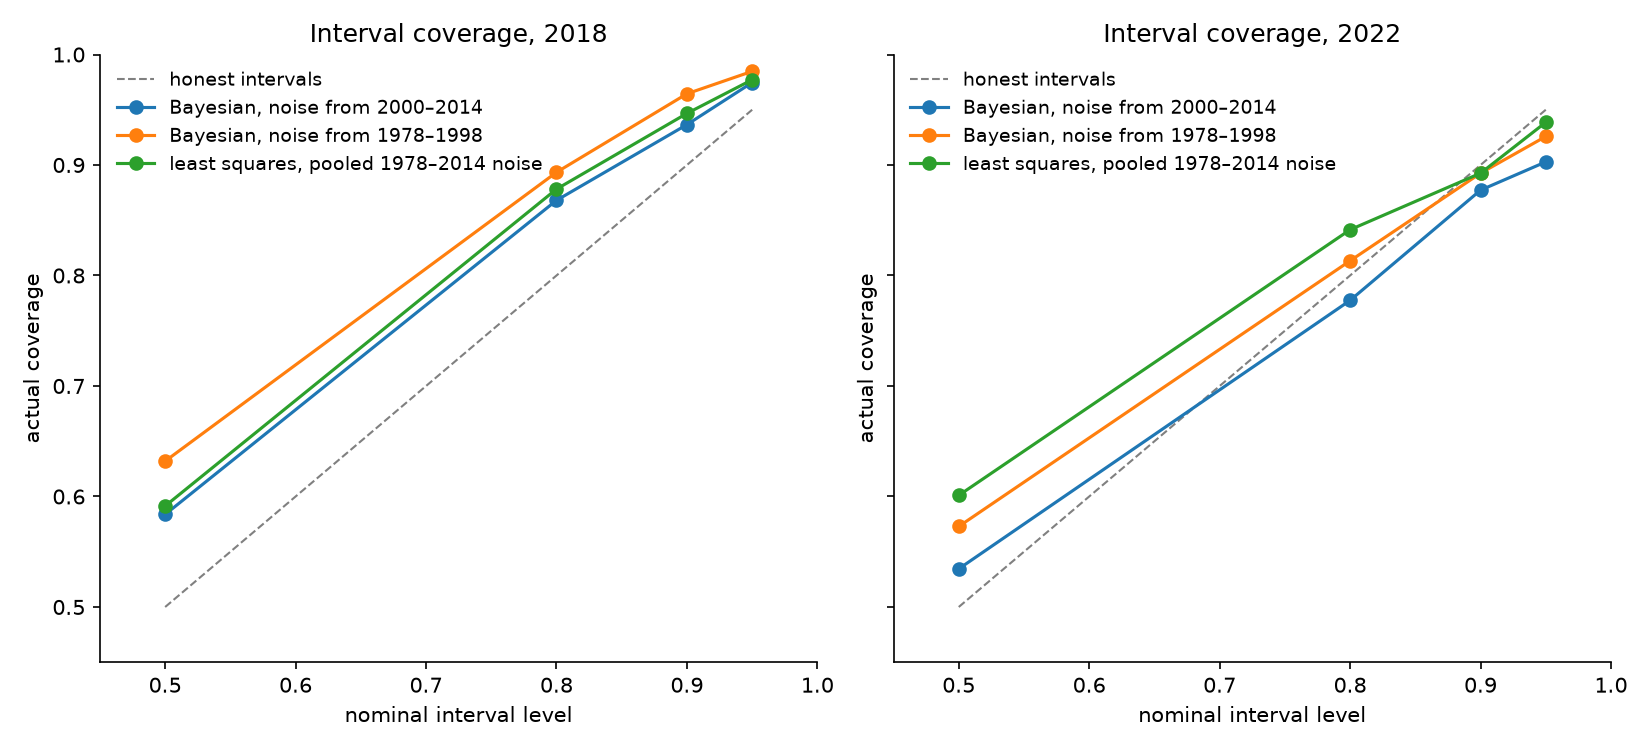 Interval coverage, 2018
honest intervals
Bayesian, noise from 2000–2014
Bayesian, noise from 1978–1998
least squares, pooled 1978–2014 noise
1.0
0.9
0.8
0.7
0.6
0.5
actual coverage
0.5 0.6 0.7 0.8 0.9 1.0
nominal interval level
Interval coverage, 2022
honest intervals
Bayesian, noise from 2000–2014
Bayesian, noise from 1978–1998
least squares, pooled 1978–2014 noise
actual coverage
0.5 0.6 0.7 0.8 0.9 1.0
nominal interval level